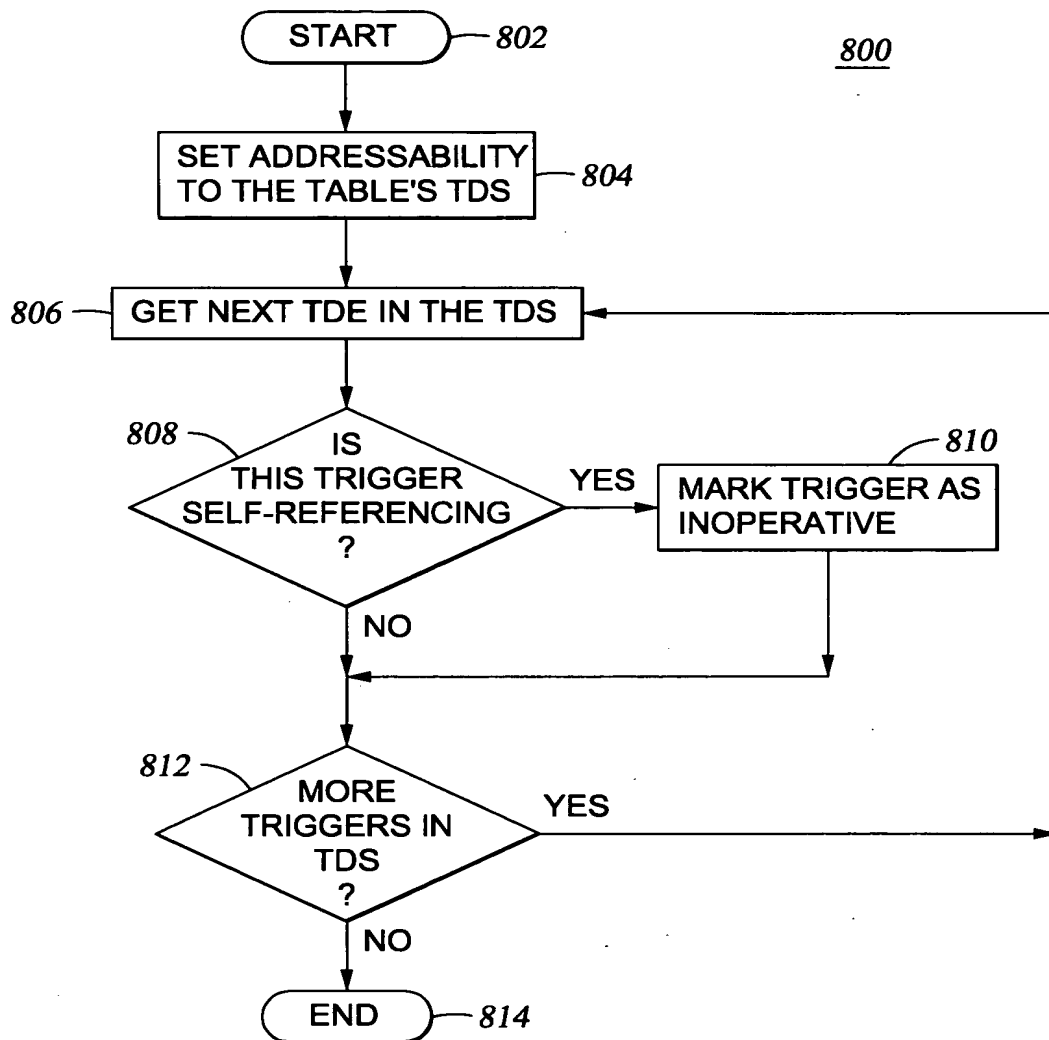 START
802
800
SET ADDRESSABILITY
TO THE TABLE'S TDS
804
806
GET NEXT TDE IN THE TDS
808
IS
THIS TRIGGER
SELF-REFERENCING
?
YES
810
MARK TRIGGER AS
INOPERATIVE
NO
812
MORE
TRIGGERS IN
TDS
?
YES
NO
END
814